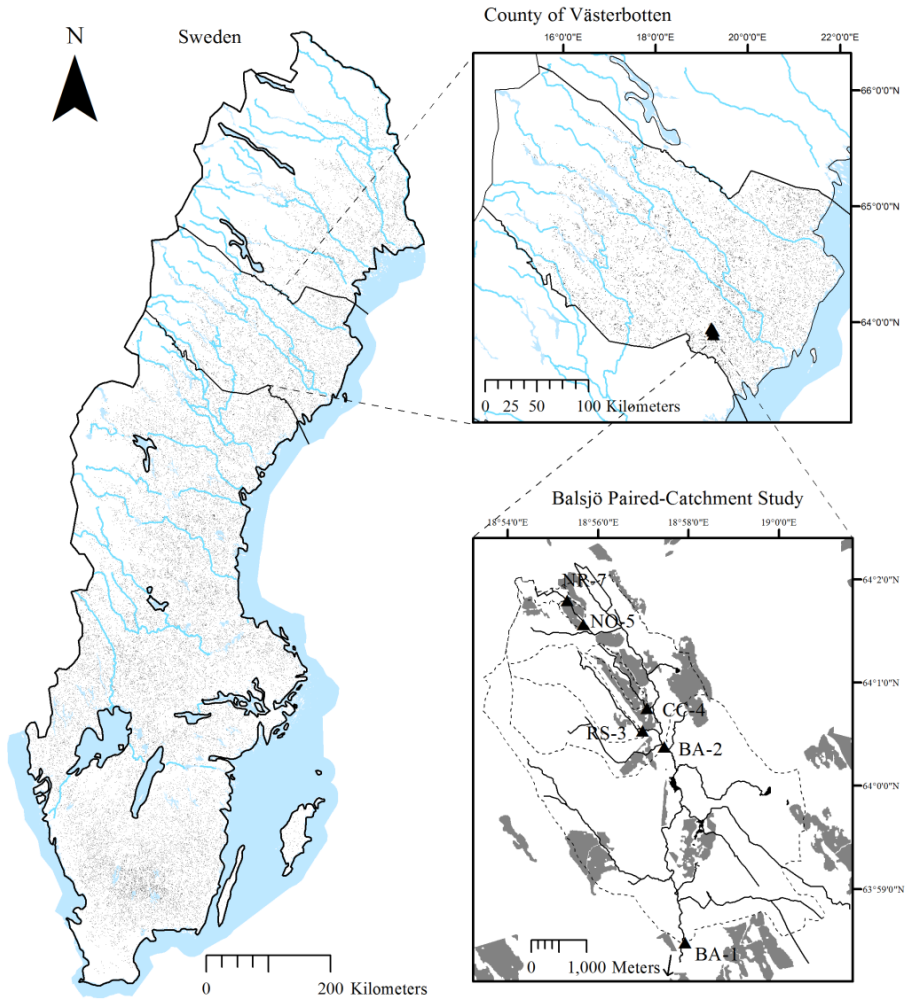 County of Västerbotten
N
Sweden
16°0'0"E 18°0'0"E 20°0'0"E 22°0'0"E
66°0'0"N
65°0'0"N
64°0'0"N
0 25 50 100 Kilometers
Balsjö Paired-Catchment Study
18°54'0"E 18°56'0"E 18°58'0"E 19°0'0"E
NR-7
64°2'0"N
NO-5
64°1'0"N
CC-4
RS-3
BA-2
64°0'0"N
63°59'0"N
BA-1
0 1,000 Meters
0 200 Kilometers